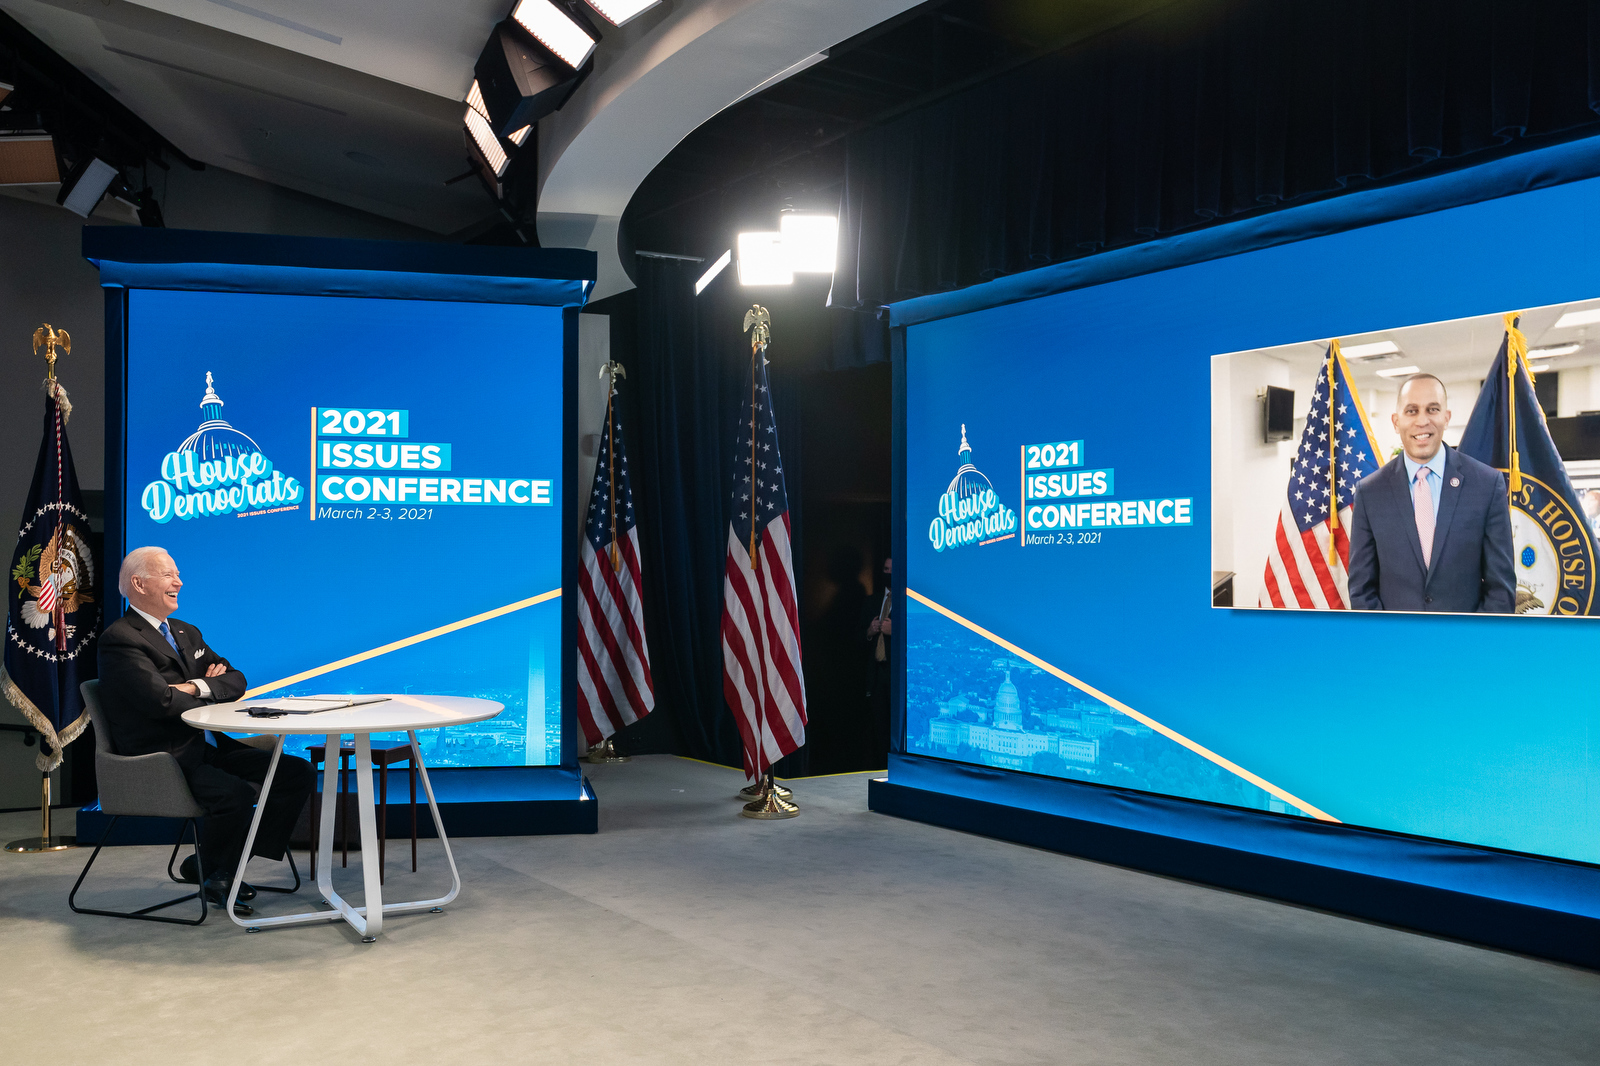 House
Democrats
2021 ISSUES CONFERENCE
2021
ISSUES
CONFERENCE
March 2-3, 2021
House
Democrats
2021 ISSUES CONFERENCE
2021
ISSUES
CONFERENCE
March 2-3, 2021
S. HOUSE O